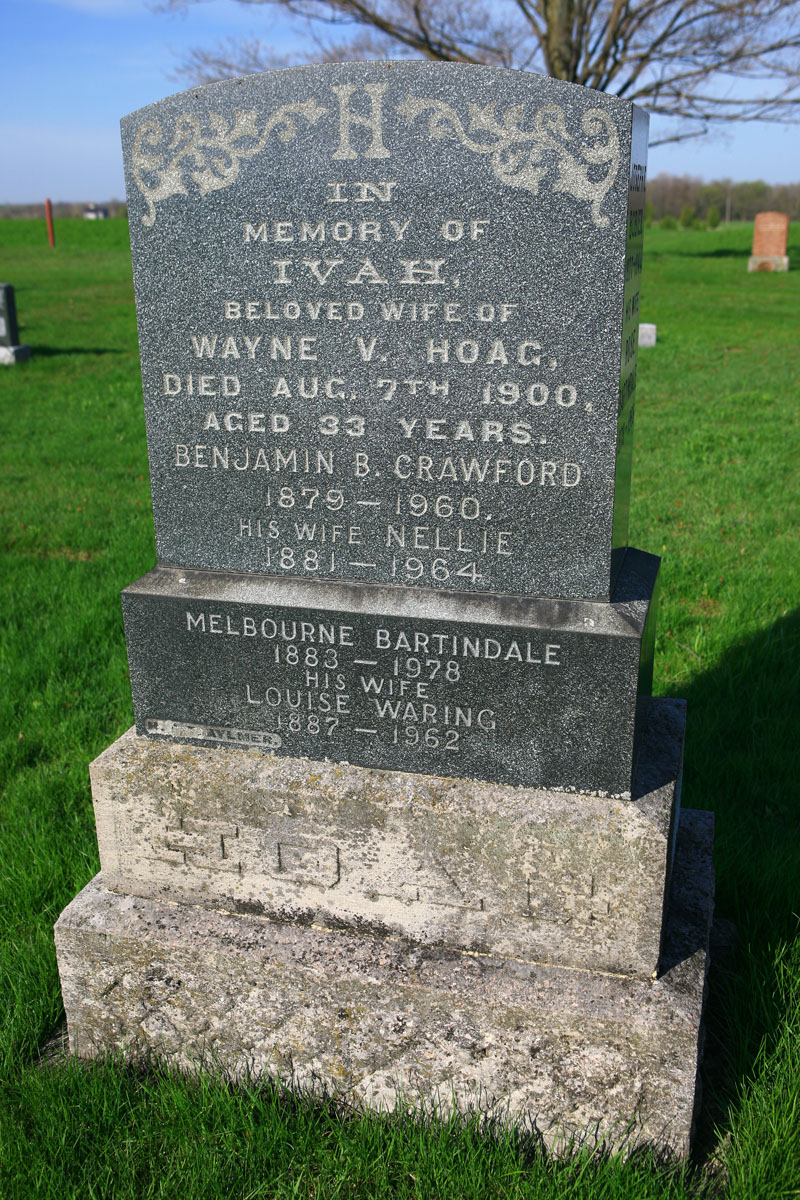 H
IN
MEMORY OF
IVAH,
BELOVED WIFE OF
WAYNE V. HOAG,
DIED AUG. 7TH 1900,
AGED 33 YEARS.
BENJAMIN B. CRAWFORD
1879 – 1960,
HIS WIFE NELLIE
1881 – 1964
MELBOURNE BARTINDALE
1883 – 1978
HIS WIFE
LOUISE WARING
1887 – 1962
AYLMER